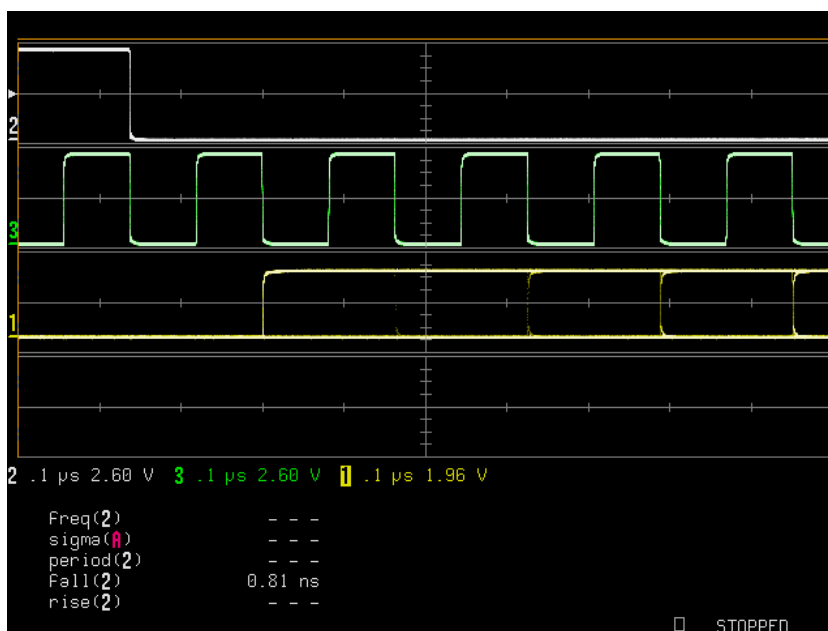 2
3
1
2 .1 µs 2.60 V 3 .1 µs 2.60 V 1 .1 µs 1.96 V
Freq(2) - - -
sigma(A) - - -
period(2) - - -
Fall(2) 0.81 ns
rise(2) - - -
STOPPED